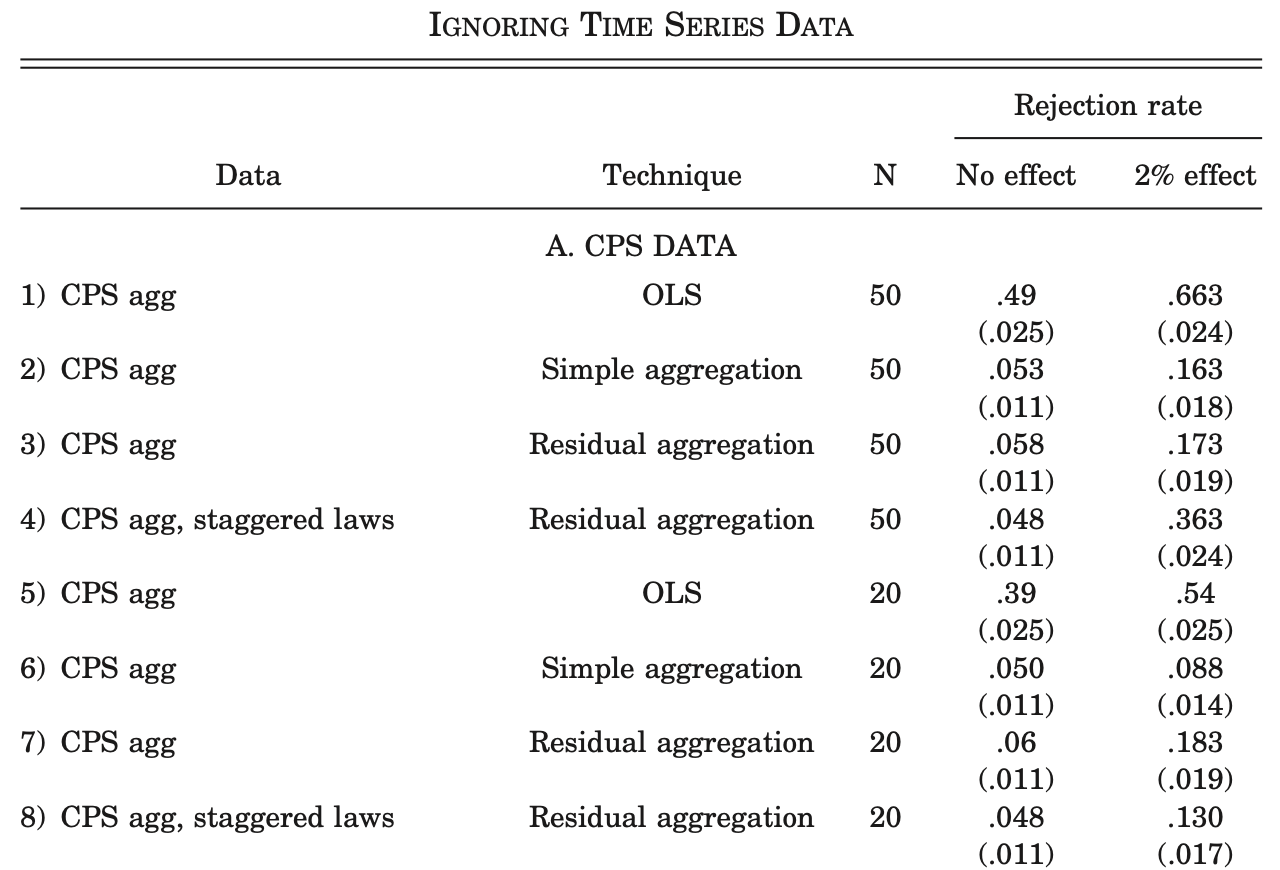 IGNORING TIME SERIES DATA
Rejection rate
Data Technique N No effect 2% effect
A. CPS DATA
1) CPS agg OLS 50 .49 .663
(.025) (.024)
2) CPS agg Simple aggregation 50 .053 .163
(.011) (.018)
3) CPS agg Residual aggregation 50 .058 .173
(.011) (.019)
4) CPS agg, staggered laws Residual aggregation 50 .048 .363
(.011) (.024)
5) CPS agg OLS 20 .39 .54
(.025) (.025)
6) CPS agg Simple aggregation 20 .050 .088
(.011) (.014)
7) CPS agg Residual aggregation 20 .06 .183
(.011) (.019)
8) CPS agg, staggered laws Residual aggregation 20 .048 .130
(.011) (.017)